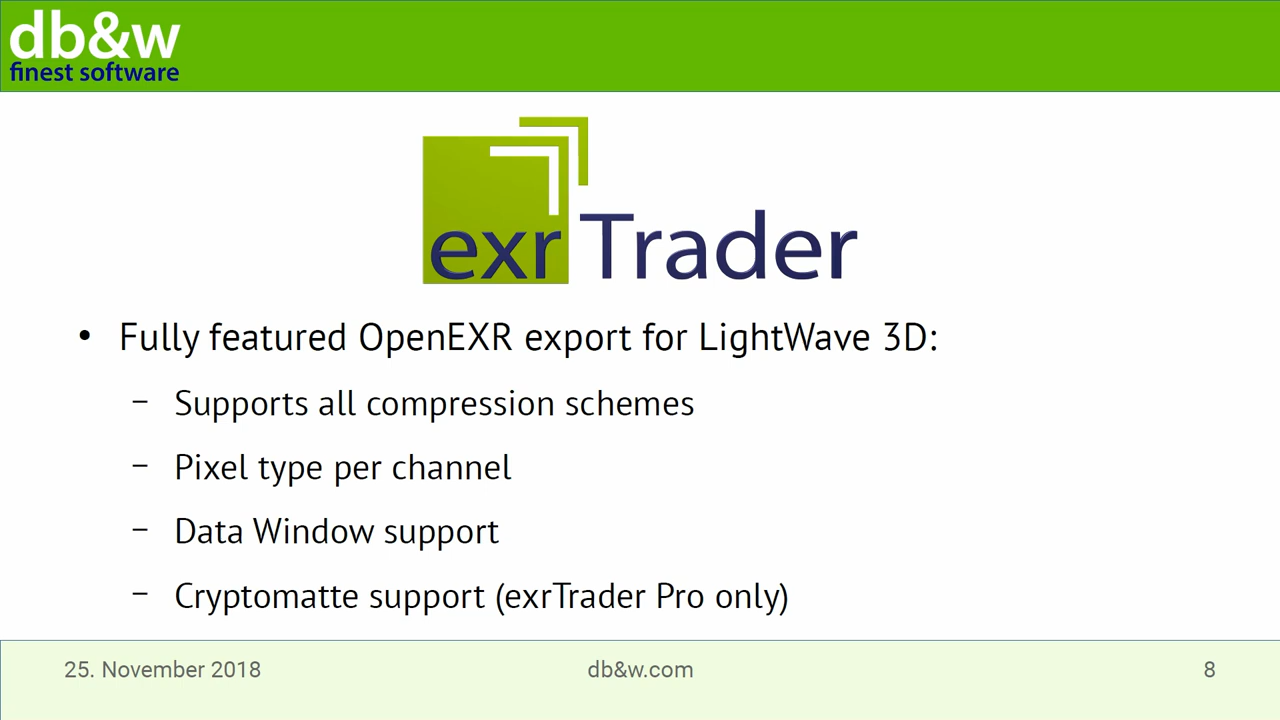 db&w
finest software
exrTrader
• Fully featured OpenEXR export for LightWave 3D:
– Supports all compression schemes
– Pixel type per channel
– Data Window support
– Cryptomatte support (exrTrader Pro only)
25. November 2018
db&w.com
8